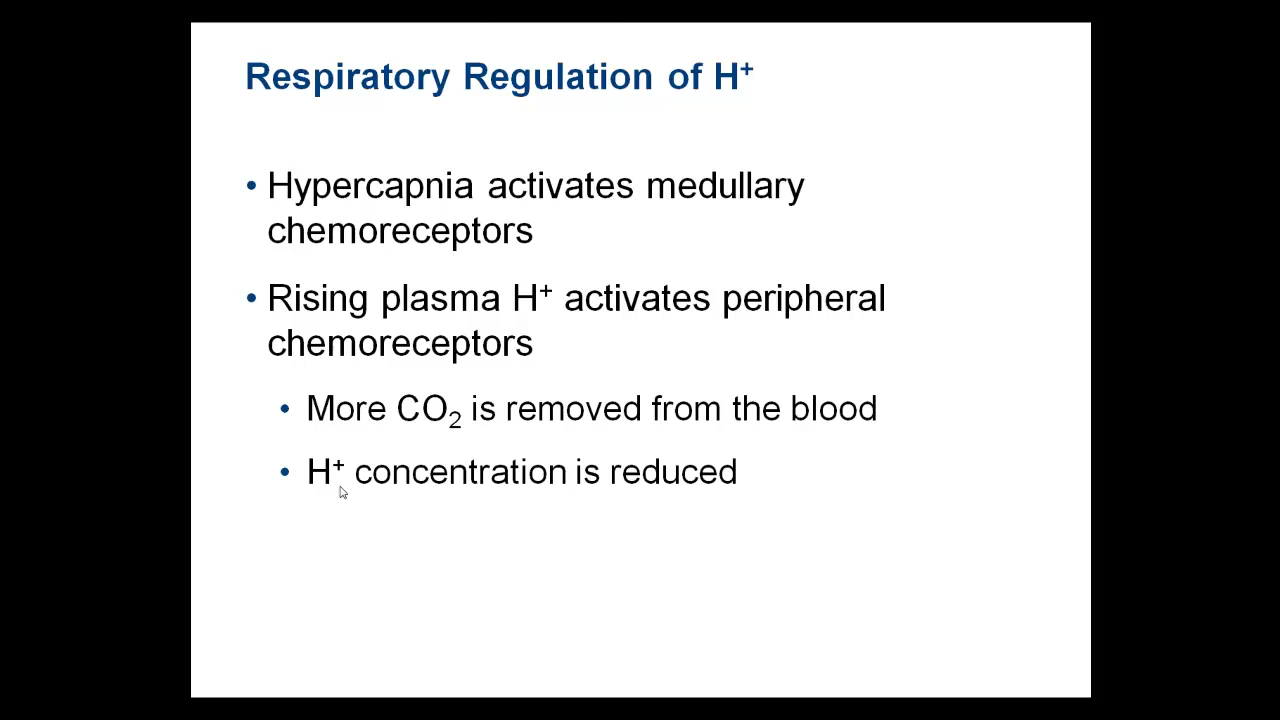 Respiratory Regulation of H⁺
• Hypercapnia activates medullary
chemoreceptors
• Rising plasma H⁺ activates peripheral
chemoreceptors
• More CO₂ is removed from the blood
• H⁺ concentration is reduced